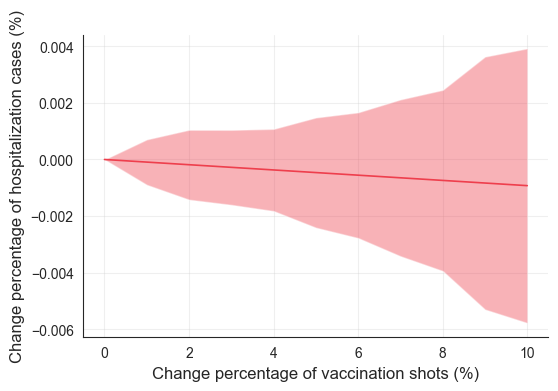 Change percentage of hospitalization cases (%)
0.004
0.002
0.000
−0.002
−0.004
−0.006
0 2 4 6 8 10
Change percentage of vaccination shots (%)